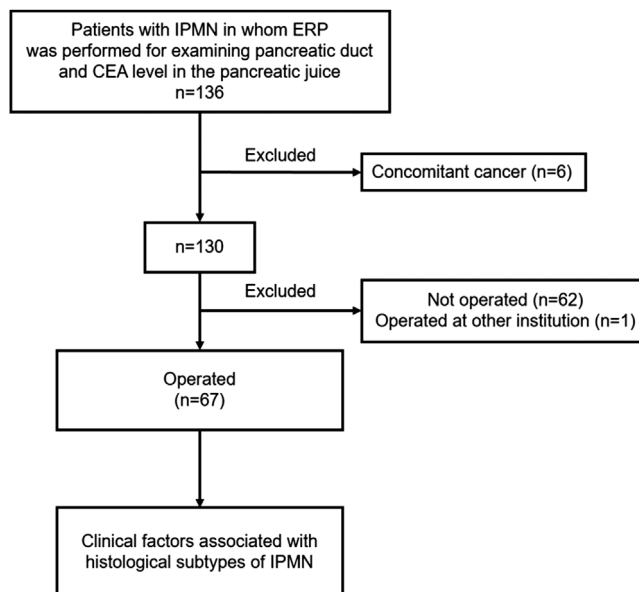 Patients with IPMN in whom ERP
was performed for examining pancreatic duct
and CEA level in the pancreatic juice
n=136
Excluded
Concomitant cancer (n=6)
n=130
Excluded
Not operated (n=62)
Operated at other institution (n=1)
Operated
(n=67)
Clinical factors associated with
histological subtypes of IPMN